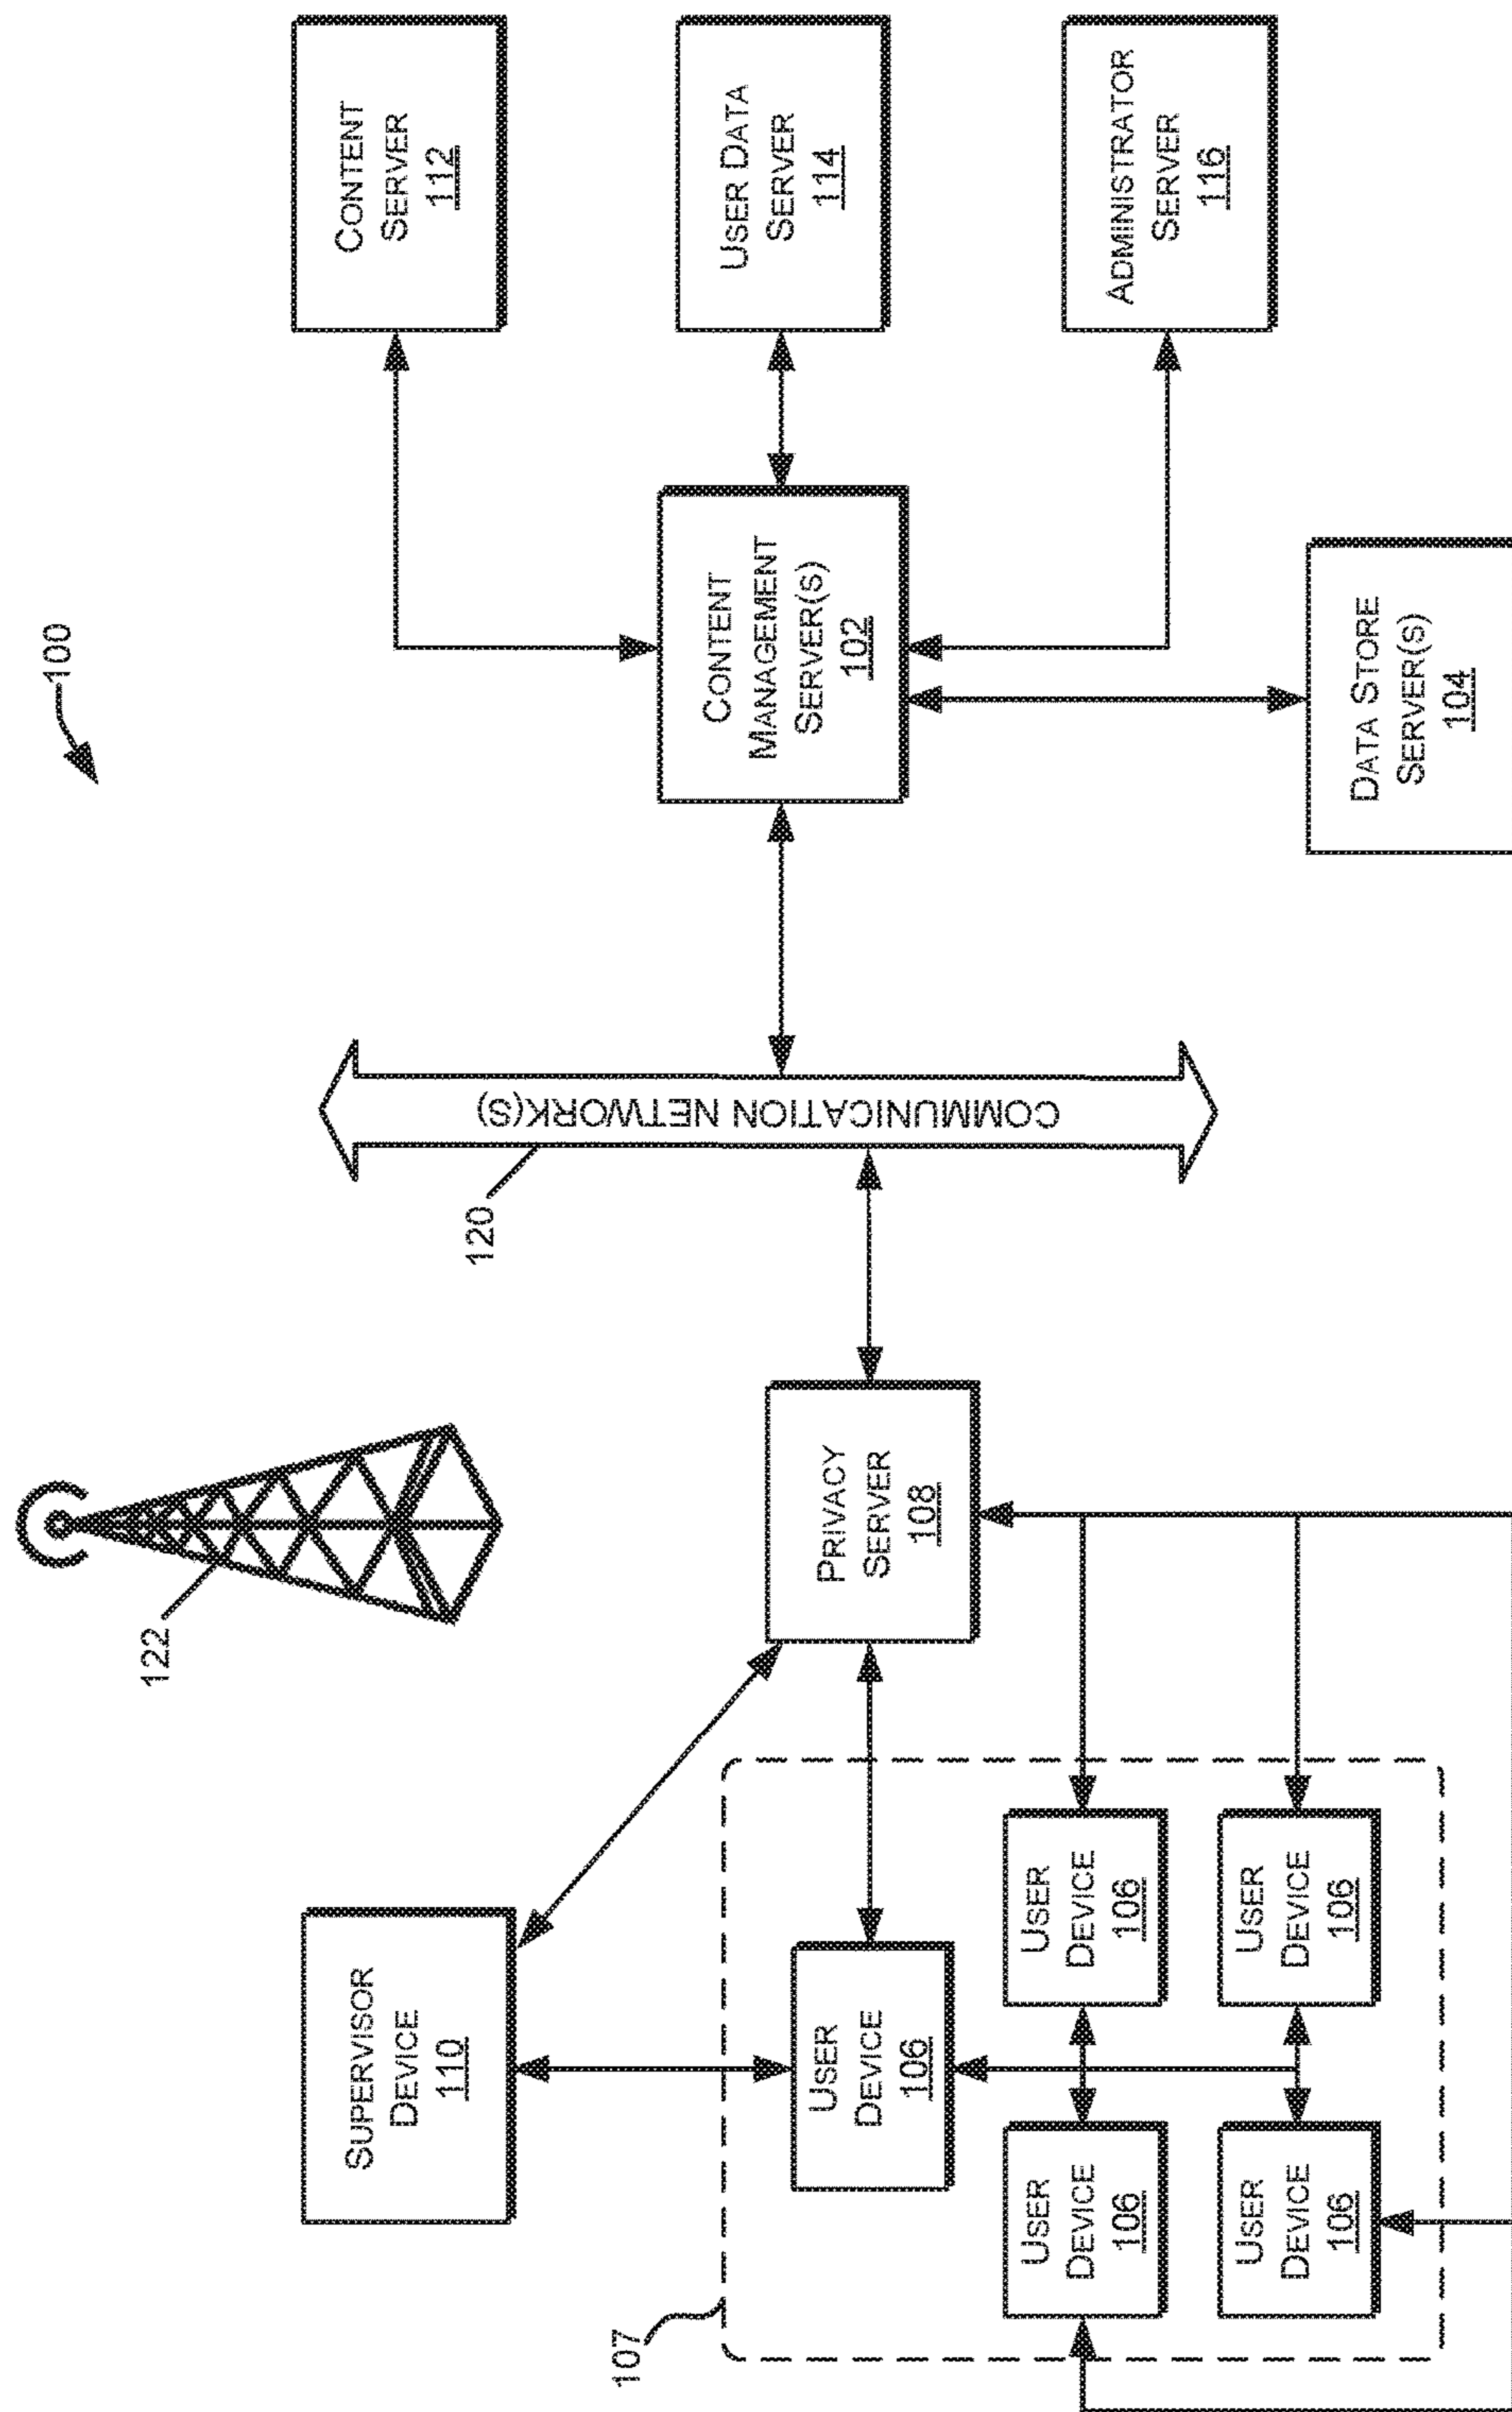 100
CONTENT
SERVER
112
USER DATA
SERVER
114
ADMINISTRATOR
SERVER
116
CONTENT
MANAGEMENT
SERVER(S)
102
DATA STORE
SERVER(S)
104
COMMUNICATION NETWORK(S)
120
122
PRIVACY
SERVER
108
SUPERVISOR
DEVICE
110
107
USER
DEVICE
106
USER
DEVICE
106
USER
DEVICE
106
USER
DEVICE
106
USER
DEVICE
106